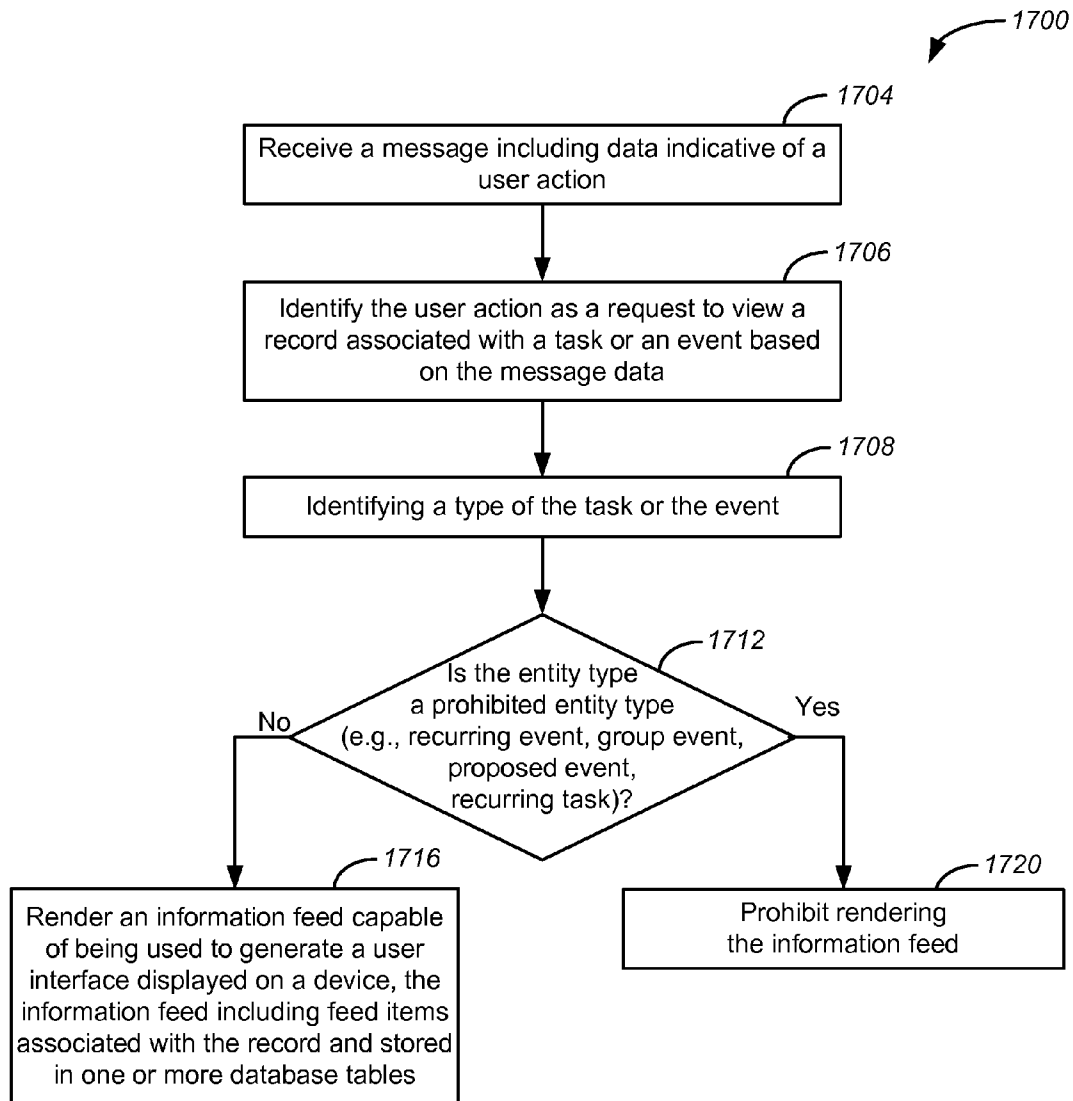 1700
1704
Receive a message including data indicative of a
user action
1706
Identify the user action as a request to view a
record associated with a task or an event based
on the message data
1708
Identifying a type of the task or the event
1712
Is the entity type
a prohibited entity type
(e.g., recurring event, group event,
proposed event,
recurring task)?
No
Yes
1716
Render an information feed capable
of being used to generate a user
interface displayed on a device, the
information feed including feed items
associated with the record and stored
in one or more database tables
1720
Prohibit rendering
the information feed